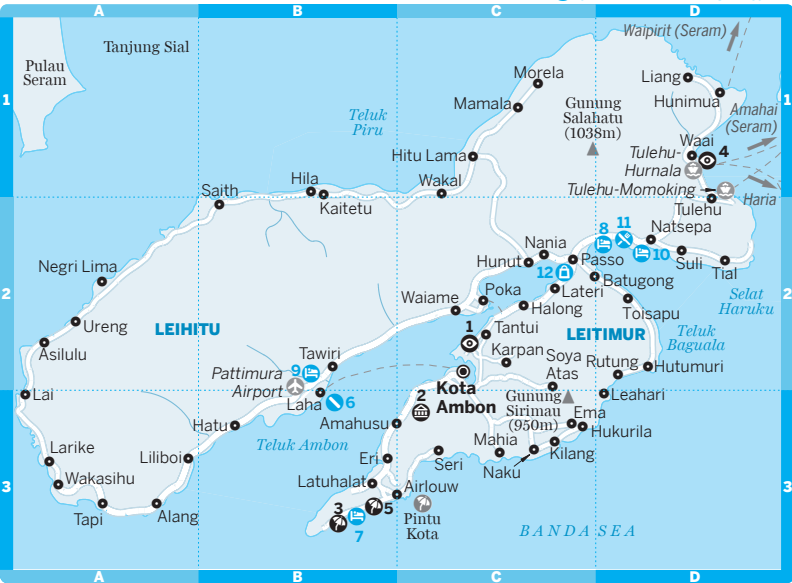 A
B
C
D
Waipirit (Seram)
Tanjung Sial
Pulau
Seram
Morela
Liang
1
1
Mamala
Gunung
Salahatu
(1038m)
Hunimua
Teluk
Piru
Amahai
(Seram)
Waai
4
Hitu Lama
Tulehu-
Hurnala
Tulehu-Momoking
Haria
Saith
Hila
Kaitetu
Wakal
Tulehu
8
11
Natsepa
Nania
10
Hunut
Passo
Suli
Tial
Negri Lima
12
Batugong
2
2
Poka
Lateri
Selat
Haruku
Waiame
Halong
Toisapu
Ureng
LEIHITU
1
Tantui
LEITIMUR
Teluk
Baguala
Asilulu
Karpan
Soya
Atas
Tawiri
Rutung
Hutumuri
Pattimura
Airport
9
Kota
Ambon
Lai
Laha
6
2
Gunung
Sirimau
(950m)
Leahari
Hatu
Amahusu
Ema
Hukurila
Teluk Ambon
Larike
Liliboi
Eri
Seri
Mahia
Kilang
Naku
Wakasihu
Latuhalat
Airlouw
3
3
Tapi
Alang
3
5
7
Pintu
Kota
BANDA SEA
A
B
C
D